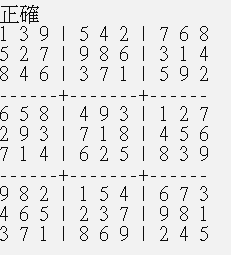 正確
1 3 9 | 5 4 2 | 7 6 8
5 2 7 | 9 8 6 | 3 1 4
8 4 6 | 3 7 1 | 5 9 2
------+-------+------
6 5 8 | 4 9 3 | 1 2 7
2 9 3 | 7 1 8 | 4 5 6
7 1 4 | 6 2 5 | 8 3 9
------+-------+------
9 8 2 | 1 5 4 | 6 7 3
4 6 5 | 2 3 7 | 9 8 1
3 7 1 | 8 6 9 | 2 4 5